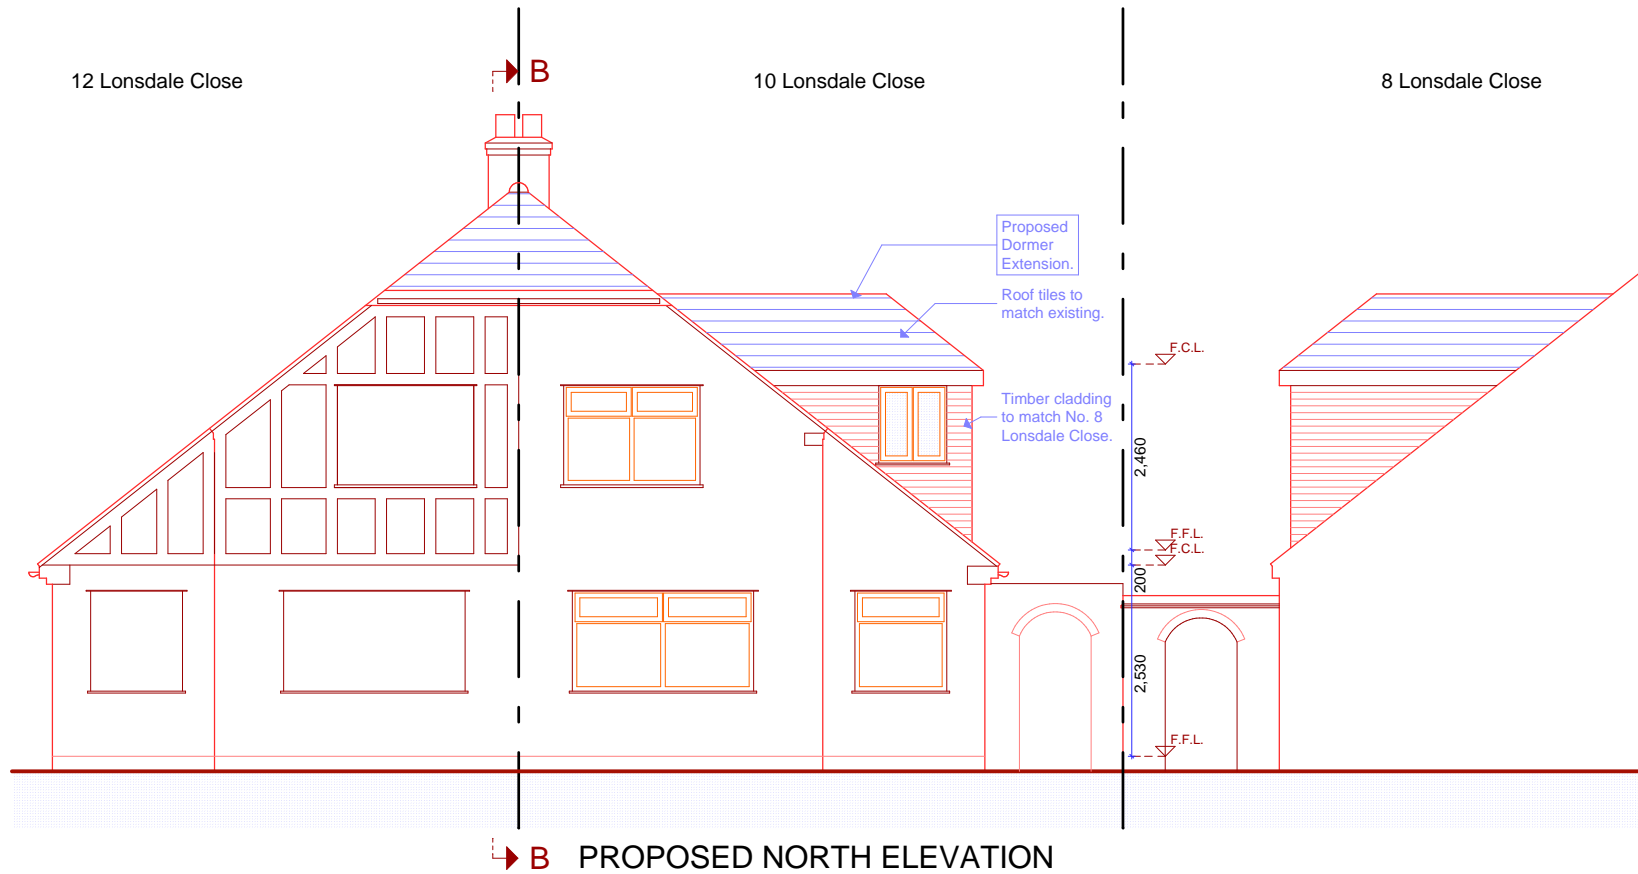 B
12 Lonsdale Close
10 Lonsdale Close
8 Lonsdale Close
Proposed
Dormer
Extension.
Roof tiles to
match existing.
F.C.L.
Timber cladding
to match No. 8
Lonsdale Close.
2,460
F.F.L.
F.C.L.
200
2,530
F.F.L.
B
PROPOSED NORTH ELEVATION